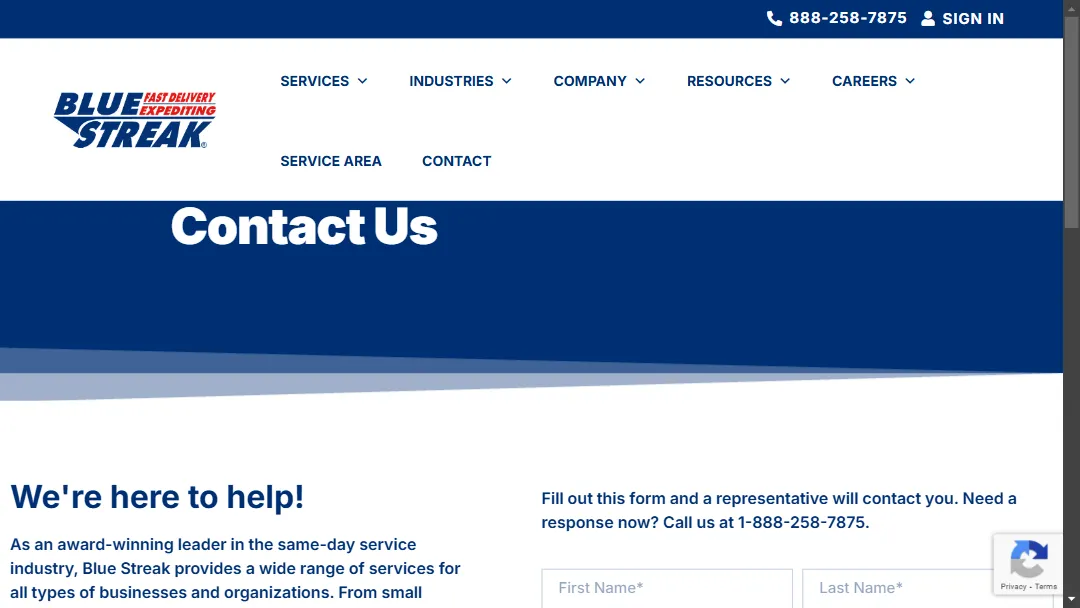 888-258-7875 SIGN IN
SERVICES INDUSTRIES COMPANY RESOURCES CAREERS
BLUE FAST DELIVERY
EXPEDITING
STREAK®
SERVICE AREA CONTACT
Contact Us
We're here to help!
As an award-winning leader in the same-day service
industry, Blue Streak provides a wide range of services for
all types of businesses and organizations. From small
Fill out this form and a representative will contact you. Need a
response now? Call us at 1-888-258-7875.
First Name* Last Name*
Privacy - Terms